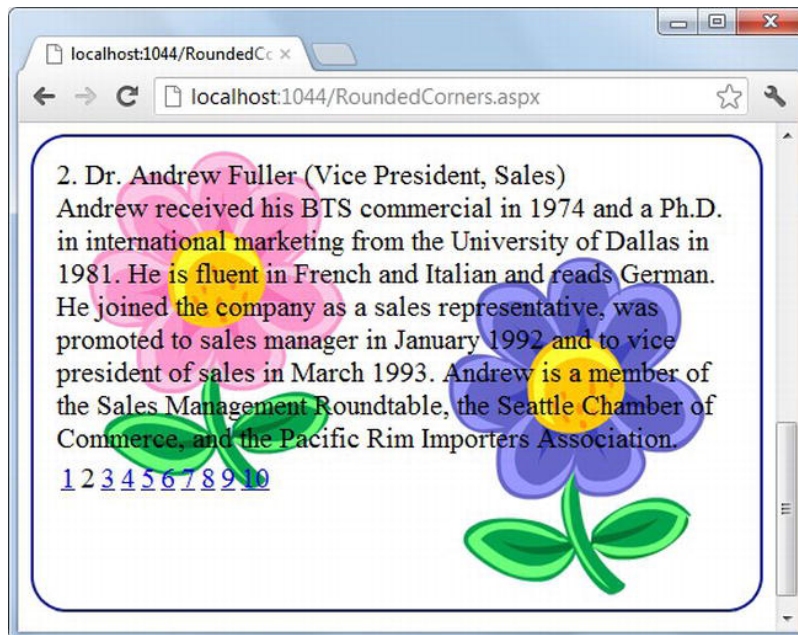 localhost:1044/RoundedCo
localhost:1044/RoundedCorners.aspx
2. Dr. Andrew Fuller (Vice President, Sales)
Andrew received his BTS commercial in 1974 and a Ph.D.
in international marketing from the University of Dallas in
1981. He is fluent in French and Italian and reads German.
He joined the company as a sales representative, was
promoted to sales manager in January 1992 and to vice
president of sales in March 1993. Andrew is a member of
the Sales Management Roundtable, the Seattle Chamber of
Commerce, and the Pacific Rim Importers Association.
1 2 3 4 5 6 7 8 9 10